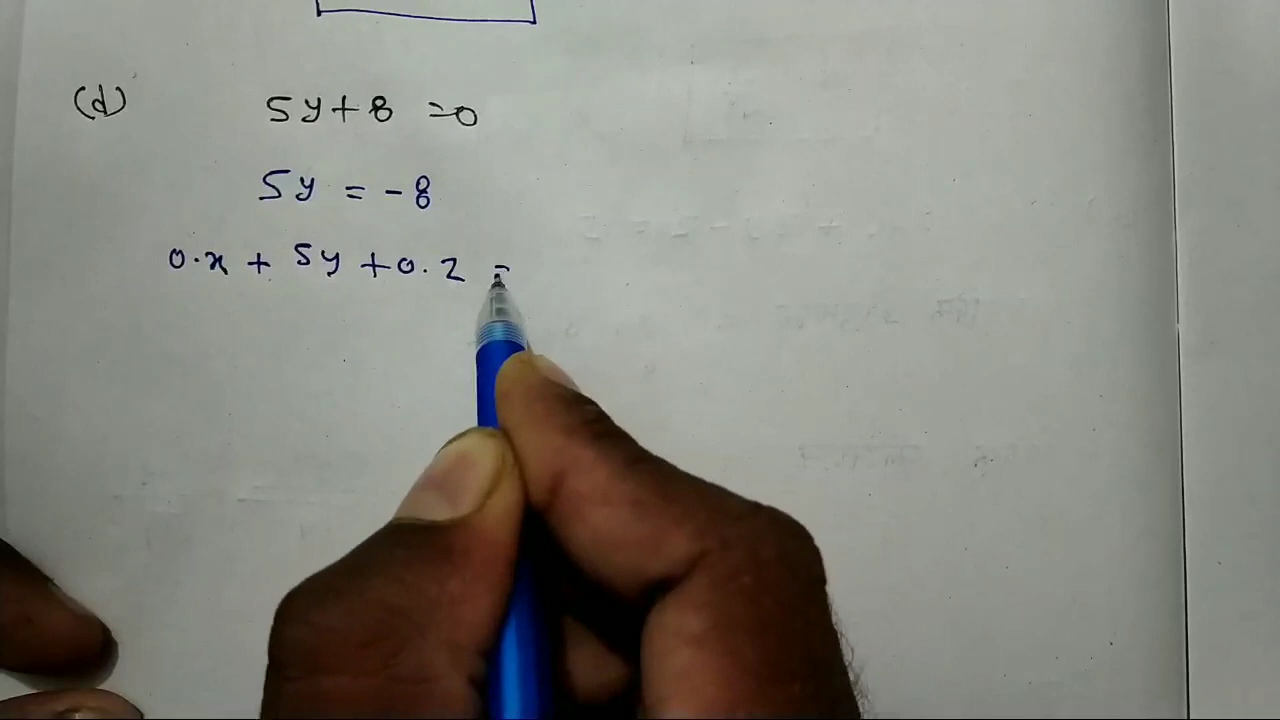 (d) 5y+8 =0
5y = -8
0.x + 5y +0.z =